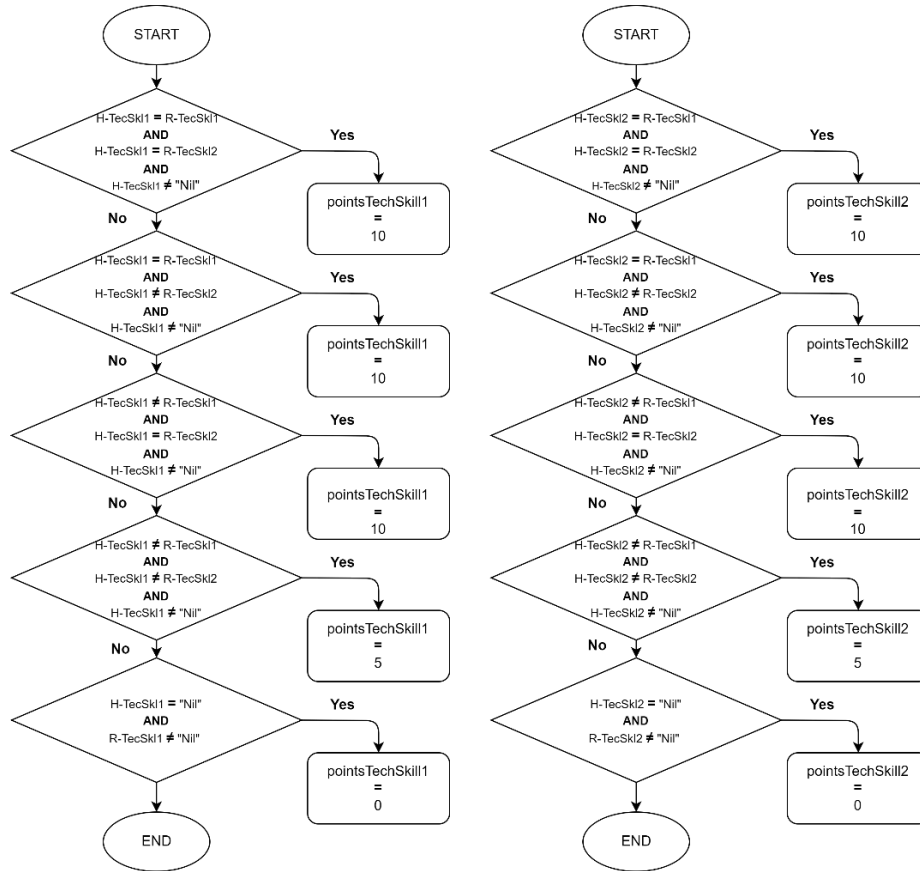 START
H-TecSkl1 = R-TecSkl1
AND
H-TecSkl1 = R-TecSkl2
AND
H-TecSkl1 ≠ "Nil"
Yes
pointsTechSkill1
=
10
No
H-TecSkl1 = R-TecSkl1
AND
H-TecSkl1 ≠ R-TecSkl2
AND
H-TecSkl1 ≠ "Nil"
Yes
pointsTechSkill1
=
10
No
H-TecSkl1 ≠ R-TecSkl1
AND
H-TecSkl1 = R-TecSkl2
AND
H-TecSkl1 ≠ "Nil"
Yes
pointsTechSkill1
=
10
No
H-TecSkl1 ≠ R-TecSkl1
AND
H-TecSkl1 ≠ R-TecSkl2
AND
H-TecSkl1 ≠ "Nil"
Yes
pointsTechSkill1
=
5
No
H-TecSkl1 = "Nil"
AND
R-TecSkl1 ≠ "Nil"
Yes
pointsTechSkill1
=
0
END
START
H-TecSkl2 = R-TecSkl1
AND
H-TecSkl2 = R-TecSkl2
AND
H-TecSkl2 ≠ "Nil"
Yes
pointsTechSkill2
=
10
No
H-TecSkl2 = R-TecSkl1
AND
H-TecSkl2 ≠ R-TecSkl2
AND
H-TecSkl2 ≠ "Nil"
Yes
pointsTechSkill2
=
10
No
H-TecSkl2 ≠ R-TecSkl1
AND
H-TecSkl2 = R-TecSkl2
AND
H-TecSkl2 ≠ "Nil"
Yes
pointsTechSkill2
=
10
No
H-TecSkl2 ≠ R-TecSkl1
AND
H-TecSkl2 ≠ R-TecSkl2
AND
H-TecSkl2 ≠ "Nil"
Yes
pointsTechSkill2
=
5
No
H-TecSkl2 = "Nil"
AND
R-TecSkl2 ≠ "Nil"
Yes
pointsTechSkill2
=
0
END